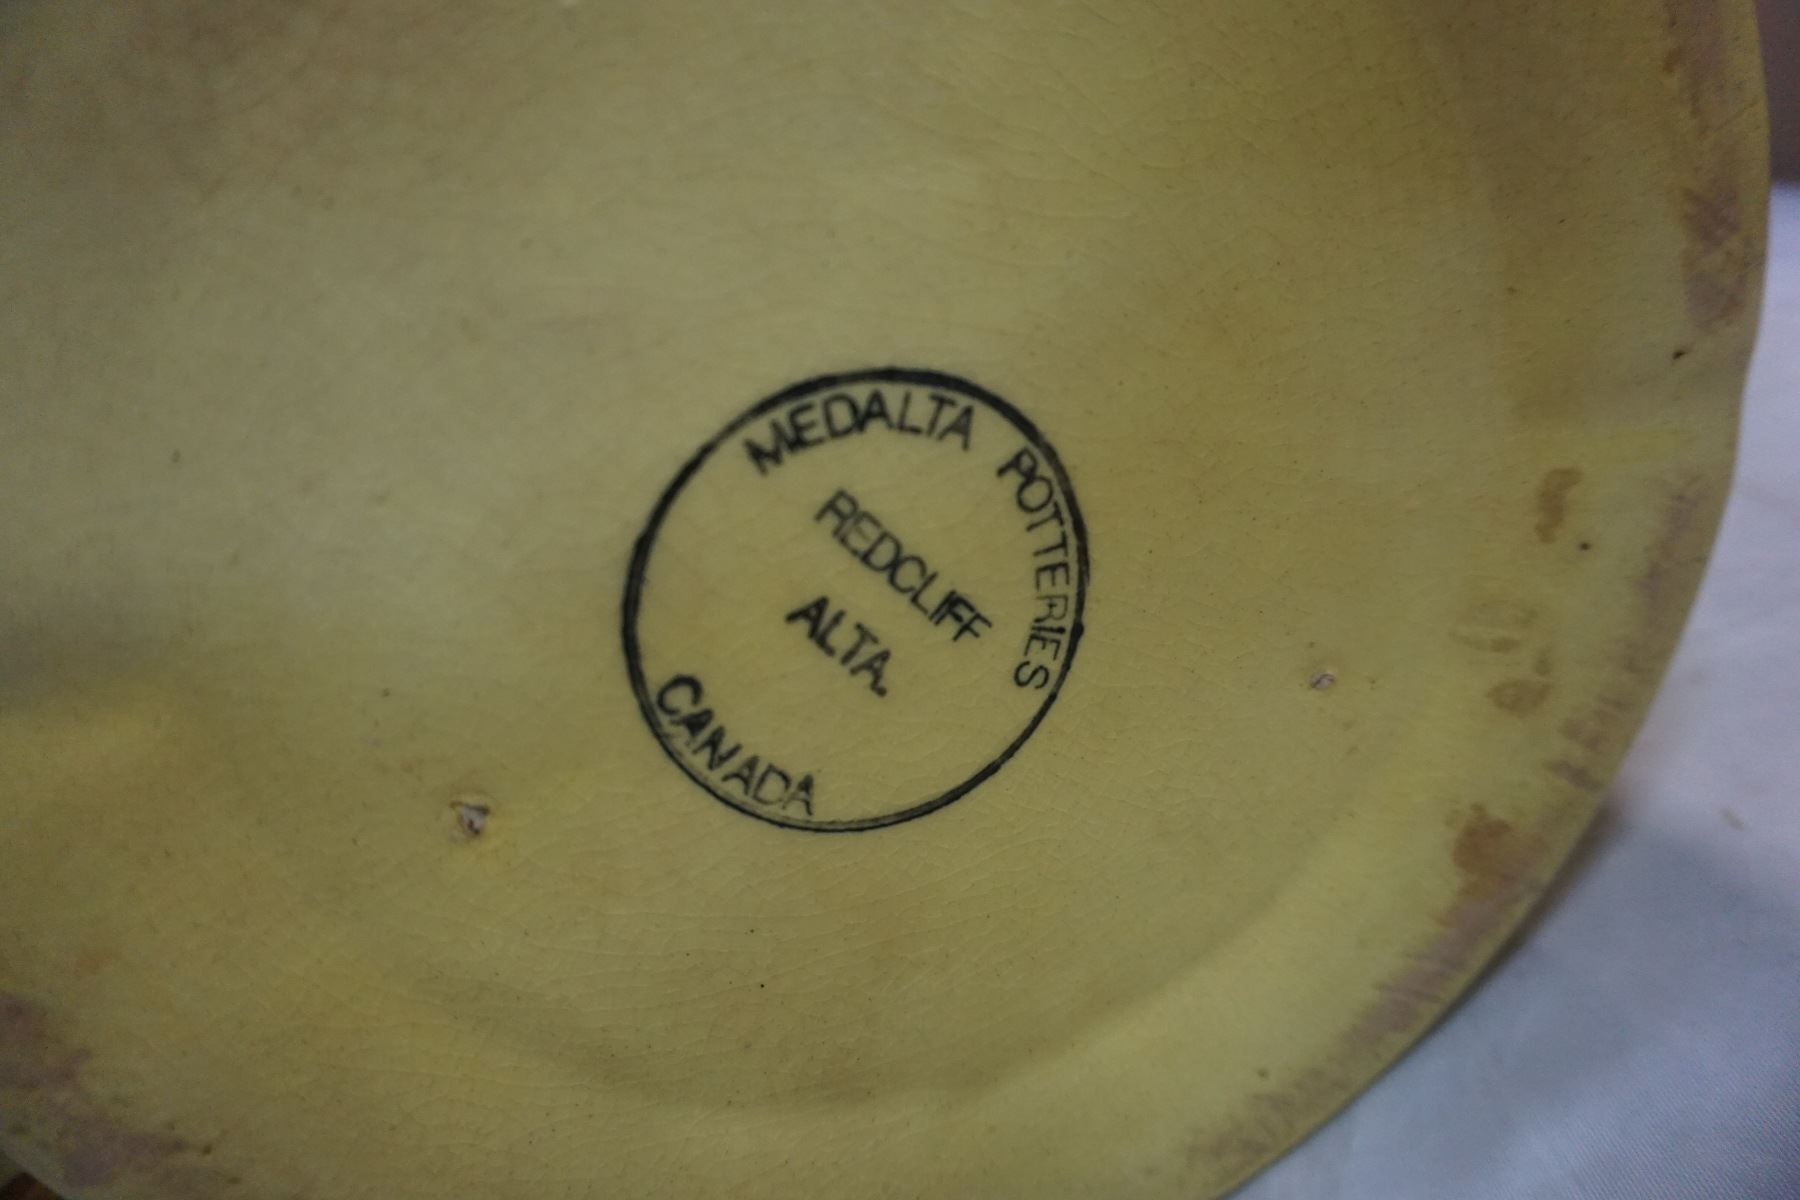 MEDALTA POTTERIES
REDCLIFF
ALTA.
CANADA